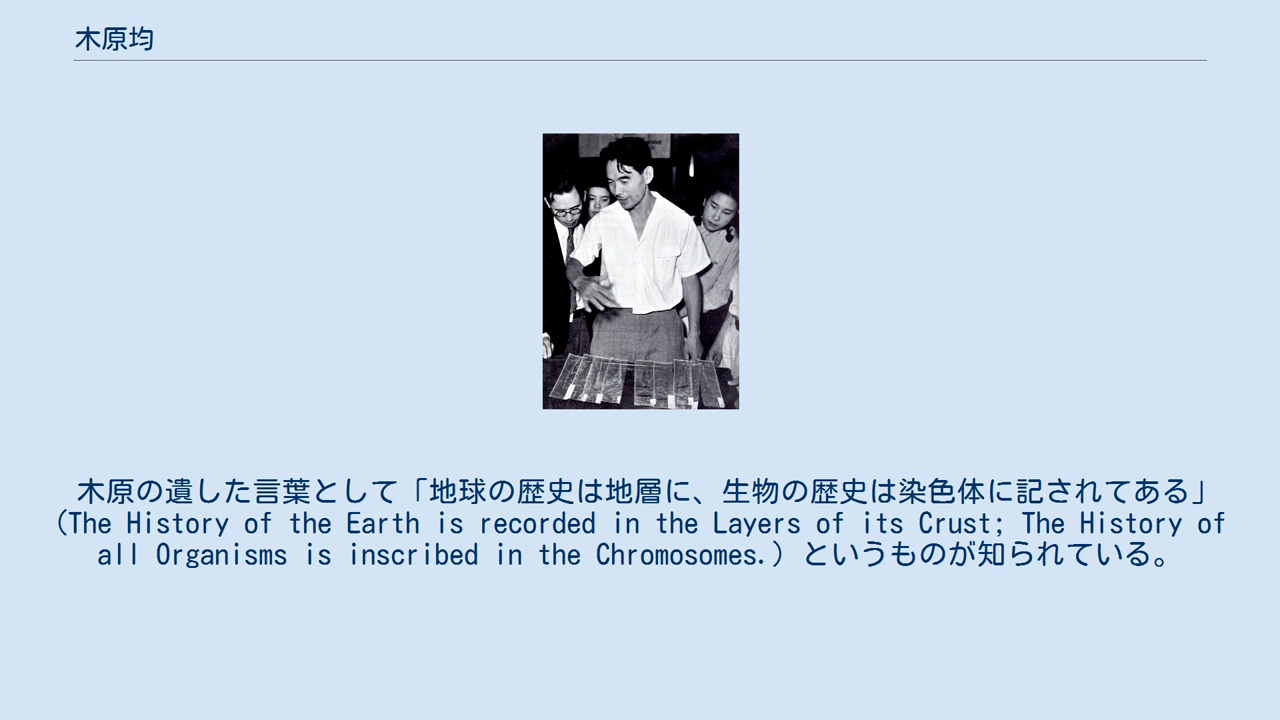 木原均
木原の遺した言葉として「地球の歴史は地層に、生物の歴史は染色体に記されてある」
（The History of the Earth is recorded in the Layers of its Crust; The History of
all Organisms is inscribed in the Chromosomes.）というものが知られている。